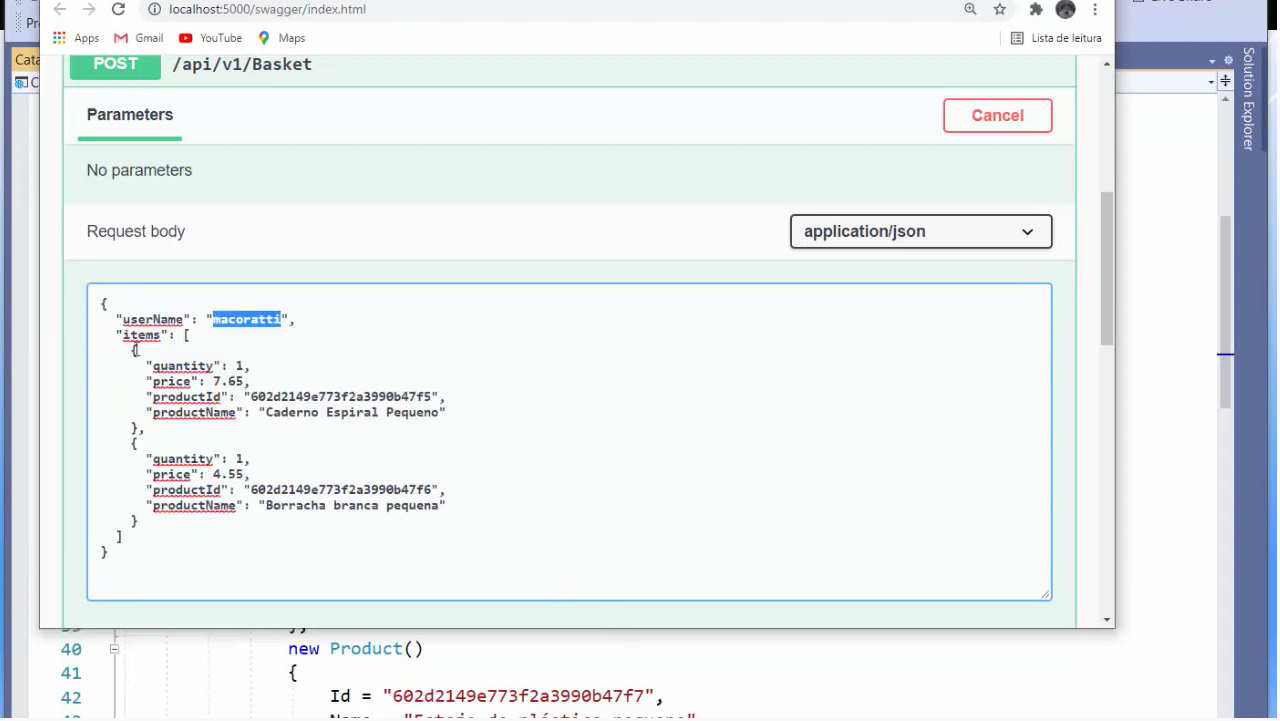 localhost:5000/swagger/index.html
Apps Gmail YouTube Maps Lista de leitura
POST /api/v1/Basket
Parameters Cancel
No parameters
Request body application/json
{
"userName": "macoratti",
"items": [
{
"quantity": 1,
"price": 7.65,
"productId": "602d2149e773f2a3990b47f5",
"productName": "Caderno Espiral Pequeno"
},
{
"quantity": 1,
"price": 4.55,
"productId": "602d2149e773f2a3990b47f6",
"productName": "Borracha branca pequena"
}
]
}
Solution Explorer
40 new Product()
41 {
42 Id = "602d2149e773f2a3990b47f7",